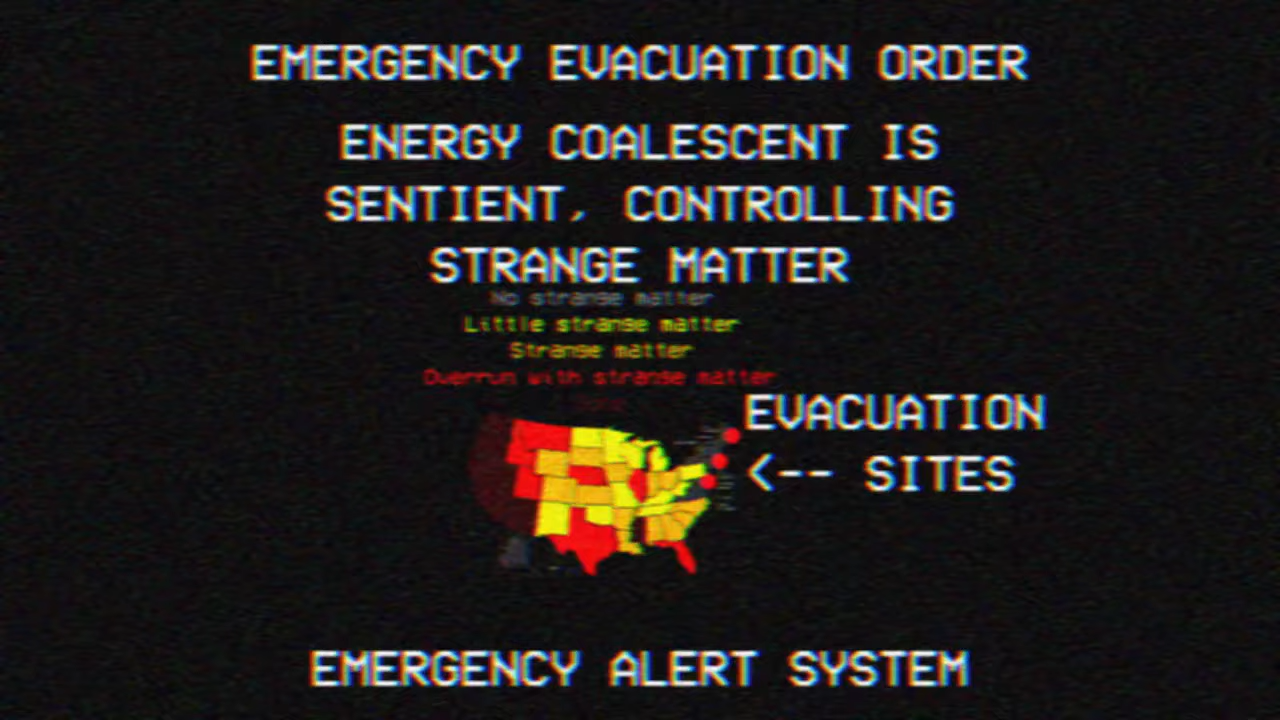 EMERGENCY EVACUATION ORDER
ENERGY COALESCENT IS
SENTIENT, CONTROLLING
STRANGE MATTER
No strange matter
Little strange matter
Strange matter
Overrun with strange matter
EVACUATION
<-- SITES
EMERGENCY ALERT SYSTEM